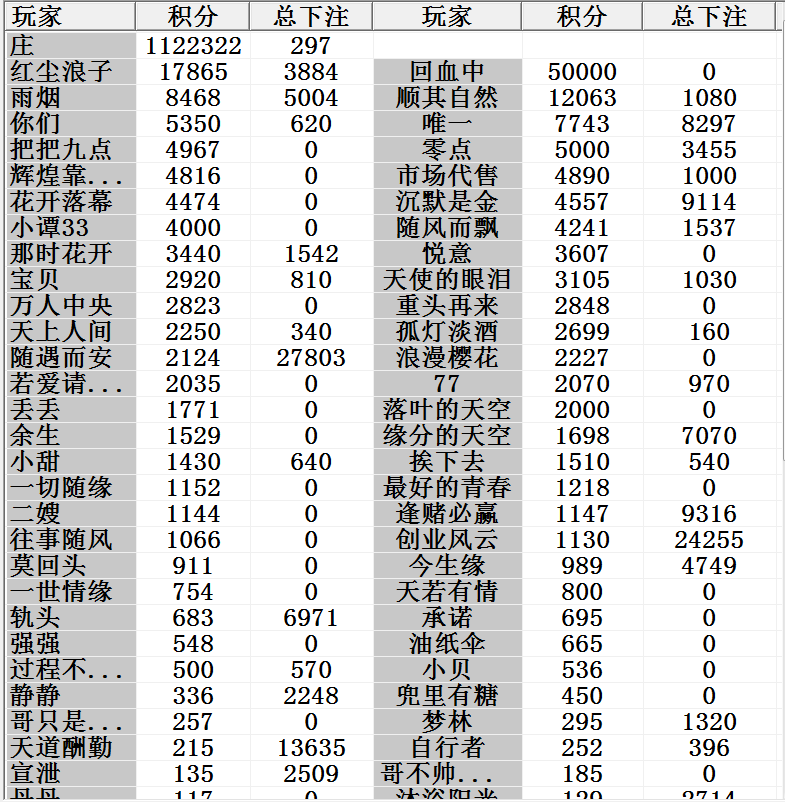 玩家 积分 总下注 玩家 积分 总下注
庄 1122322 297
红尘浪子 17865 3884 回血中 50000 0
雨烟 8468 5004 顺其自然 12063 1080
你们 5350 620 唯一 7743 8297
把把九点 4967 0 零点 5000 3455
辉煌靠... 4816 0 市场代售 4890 1000
花开落幕 4474 0 沉默是金 4557 9114
小谭33 4000 0 随风而飘 4241 1537
那时花开 3440 1542 悦意 3607 0
宝贝 2920 810 天使的眼泪 3105 1030
万人中央 2823 0 重头再来 2848 0
天上人间 2250 340 孤灯淡酒 2699 160
随遇而安 2124 27803 浪漫樱花 2227 0
若爱请... 2035 0 77 2070 970
丢丢 1771 0 落叶的天空 2000 0
余生 1529 0 缘分的天空 1698 7070
小甜 1430 640 挨下去 1510 540
一切随缘 1152 0 最好的青春 1218 0
二嫂 1144 0 逢赌必赢 1147 9316
往事随风 1066 0 创业风云 1130 24255
莫回头 911 0 今生缘 989 4749
一世情缘 754 0 天若有情 800 0
轨头 683 6971 承诺 695 0
强强 548 0 油纸伞 665 0
过程不... 500 570 小贝 536 0
静静 336 2248 兜里有糖 450 0
哥只是... 257 0 梦林 295 1320
天道酬勤 215 13635 自行者 252 396
宣泄 135 2509 哥不帅... 185 0
丹丹 117 0 沐浴阳光 129 2714